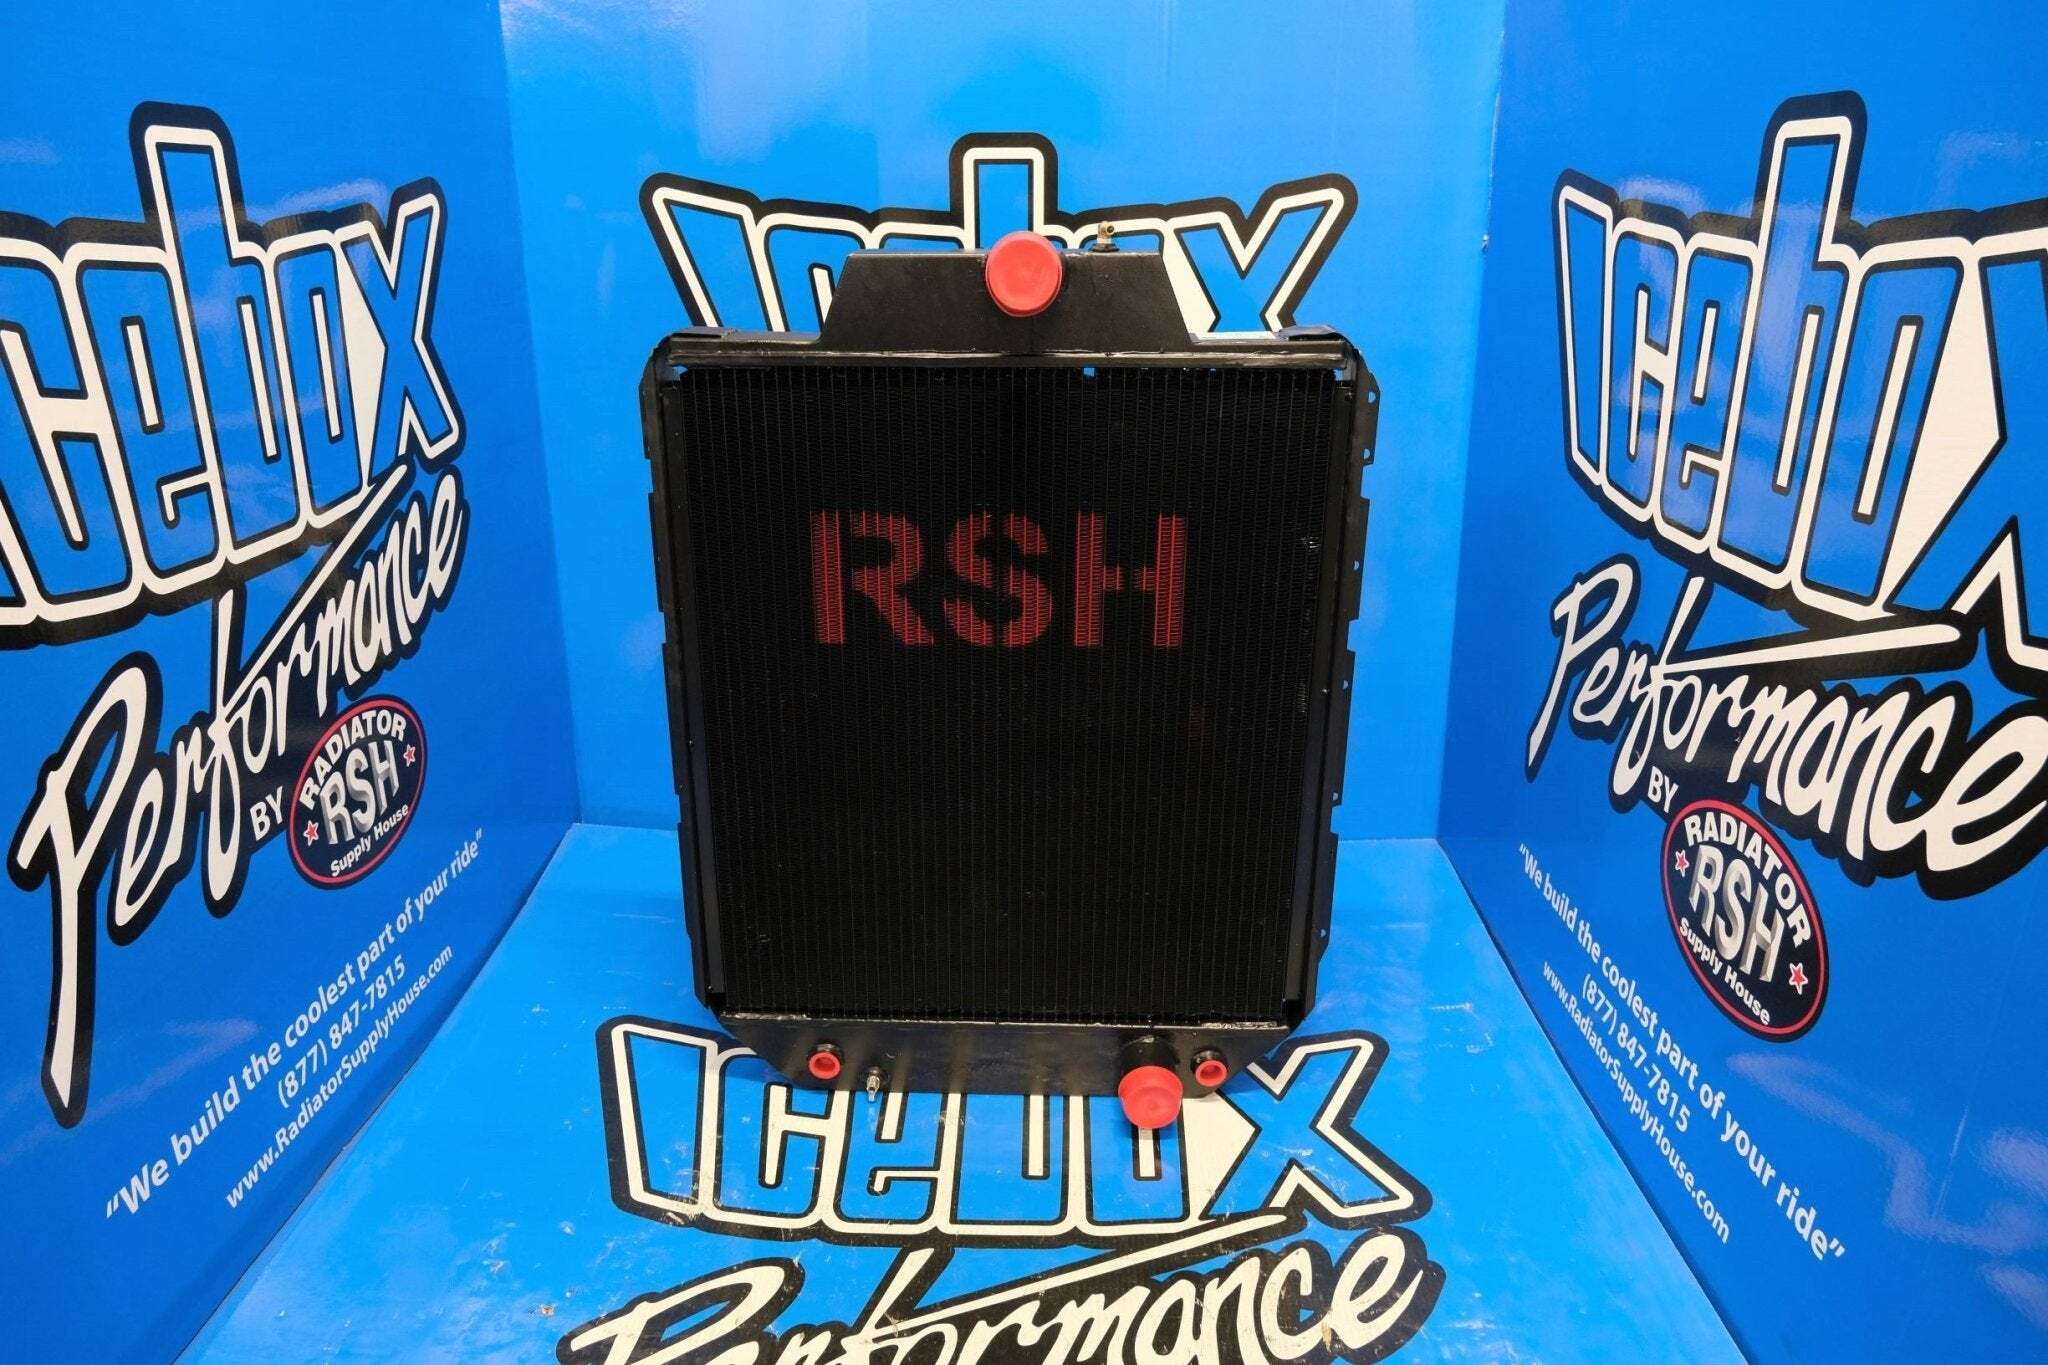 Icebox
Performance
BY
RADIATOR
RSH
Supply House
"We build the coolest part of your ride"
(877) 847-7815
www.RadiatorSupplyHouse.com
Icebox
RSH
Icebox
Performance
Icebox
Performance
BY
RADIATOR
RSH
Supply House
"We build the coolest part of your ride"
(877) 847-7815
www.RadiatorSupplyHouse.com